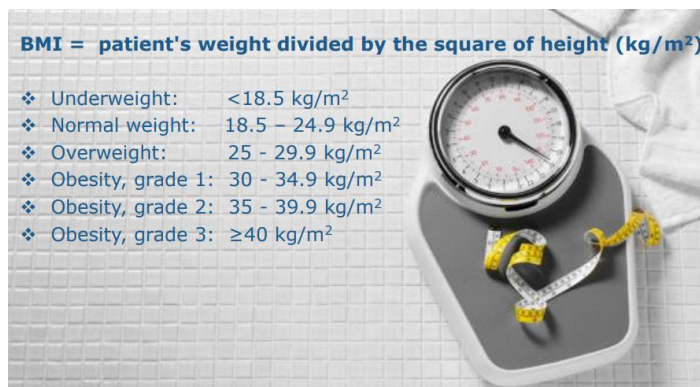 BMI = patient's weight divided by the square of height (kg/m²)
❖ Underweight: <18.5 kg/m²
❖ Normal weight: 18.5 – 24.9 kg/m²
❖ Overweight: 25 - 29.9 kg/m²
❖ Obesity, grade 1: 30 - 34.9 kg/m²
❖ Obesity, grade 2: 35 - 39.9 kg/m²
❖ Obesity, grade 3: ≥40 kg/m²